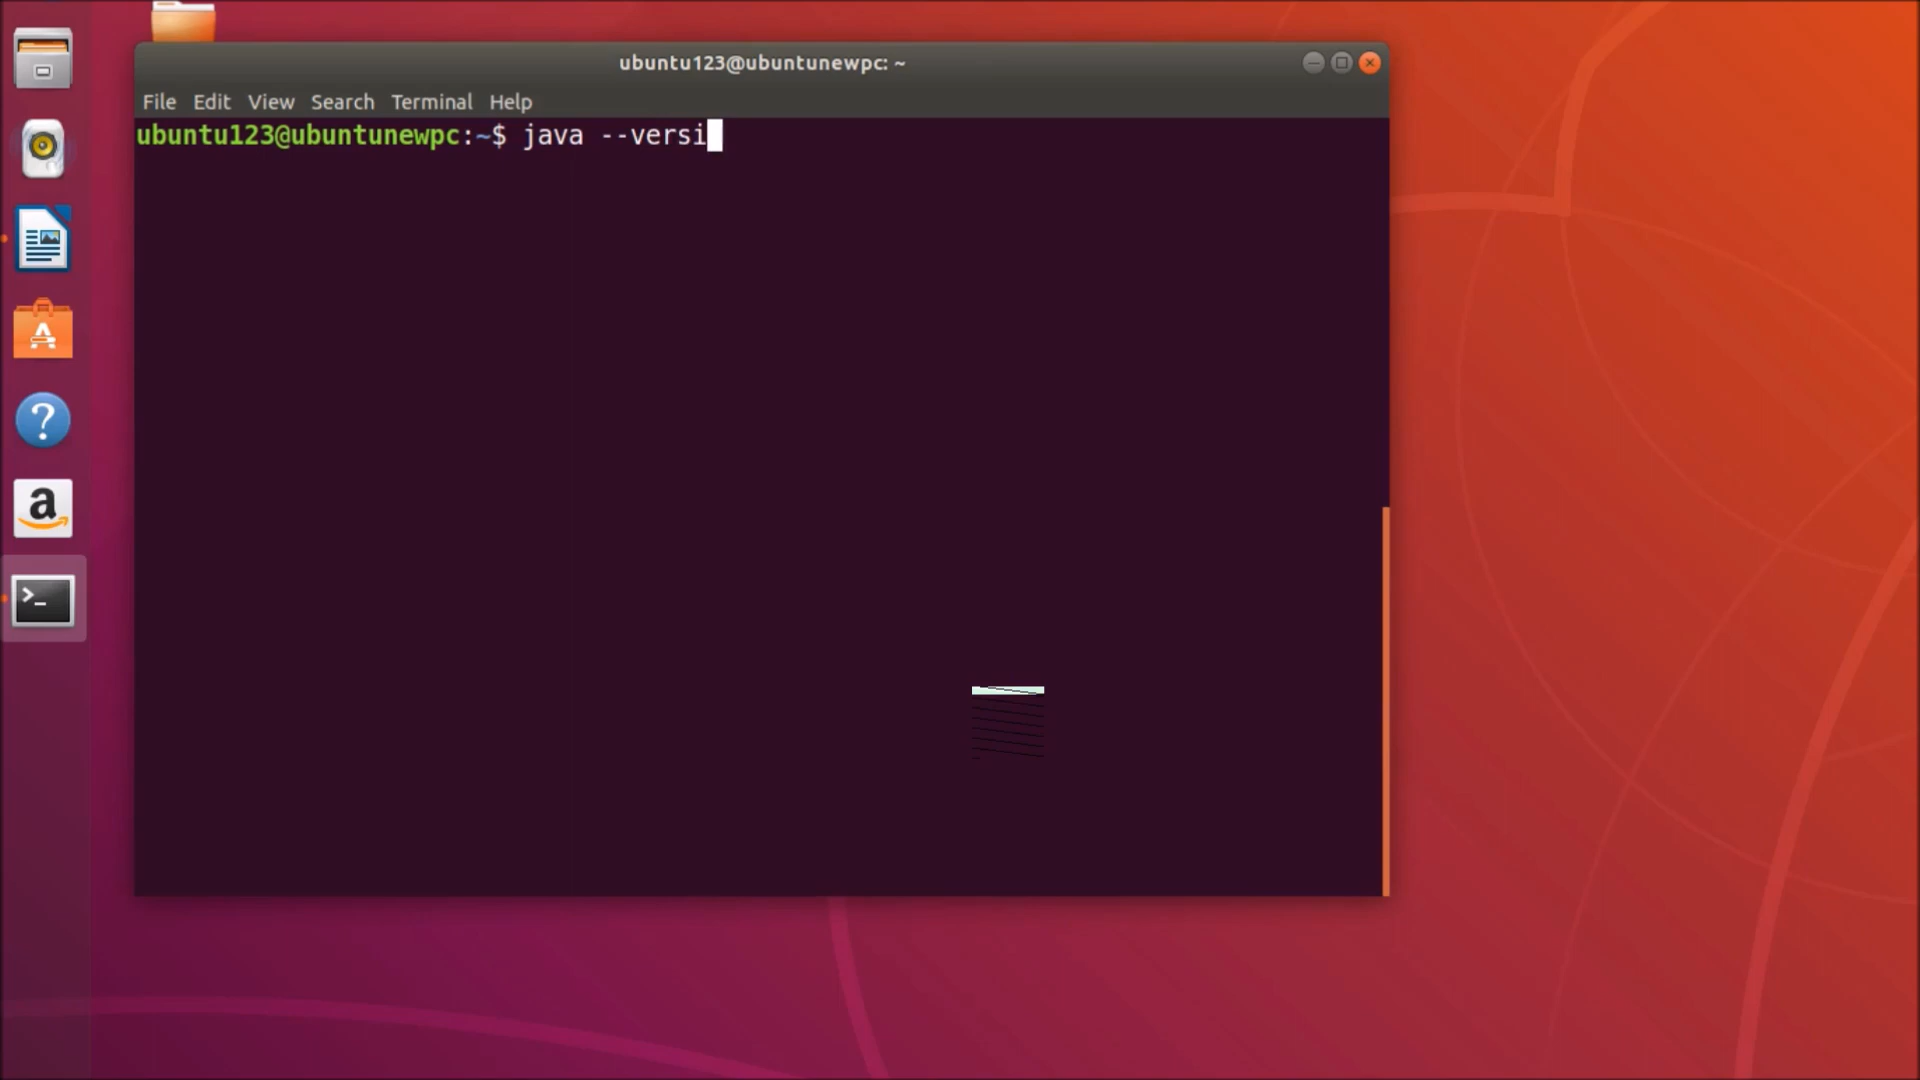 ubuntu123@ubuntunewpc: ~
File Edit View Search Terminal Help
ubuntu123@ubuntunewpc:~$ java --versi